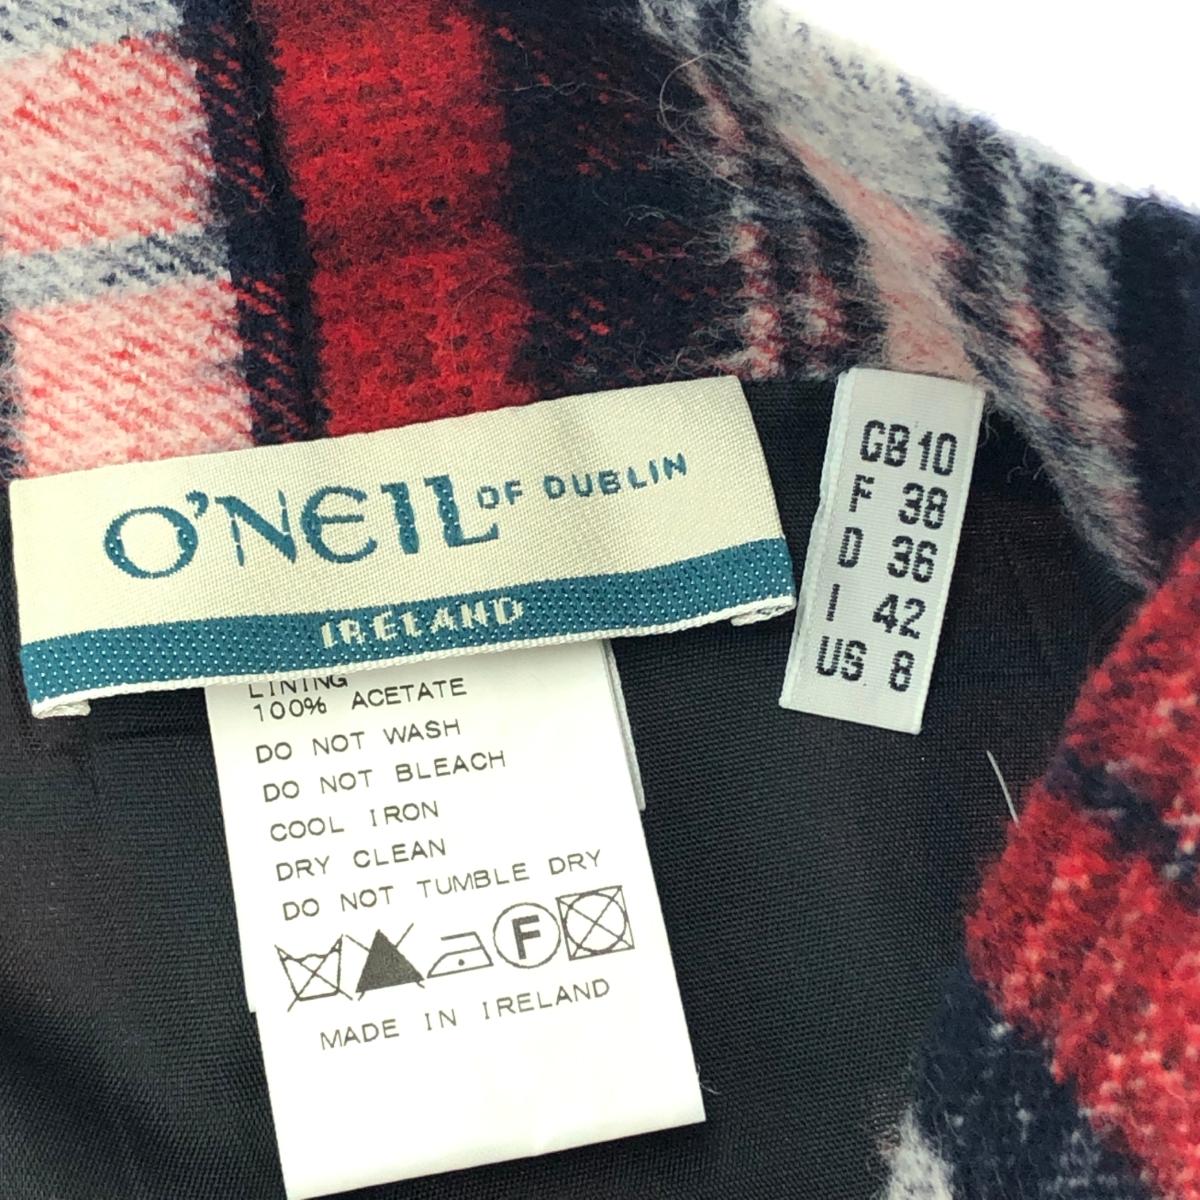 O'NEIL OF DUBLIN
IRELAND
GB 10
F 38
D 36
I 42
US 8
LINING
100% ACETATE
DO NOT WASH
DO NOT BLEACH
COOL IRON
DRY CLEAN
DO NOT TUMBLE DRY
F
MADE IN IRELAND